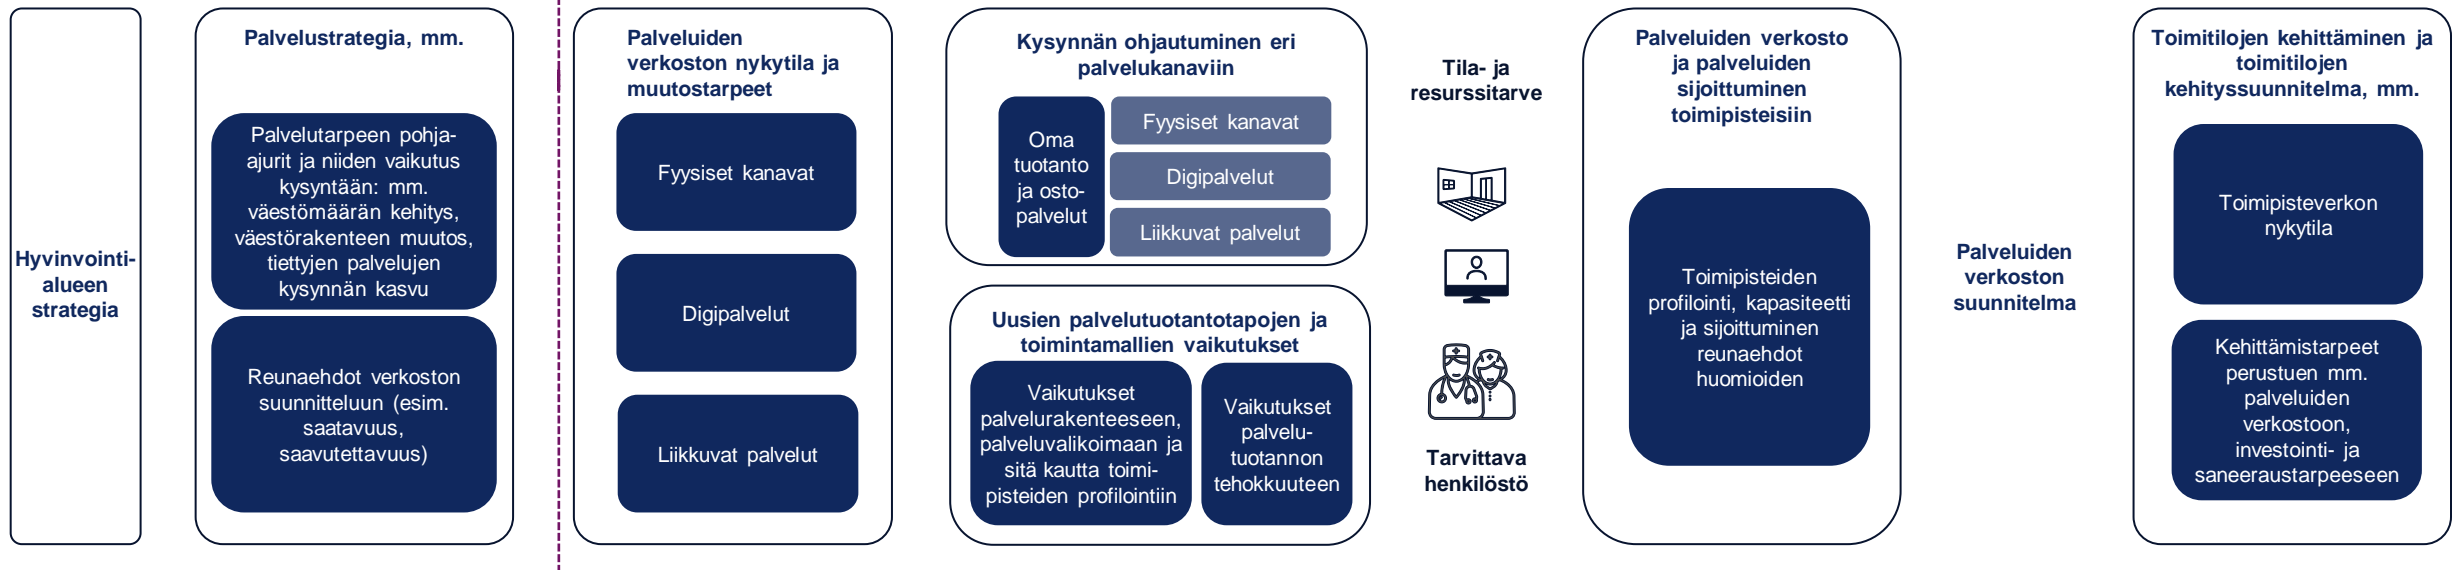 Hyvinvointi-
alueen
strategia
Palvelustrategia, mm.
Palvelutarpeen pohja-
ajurit ja niiden vaikutus
kysyntään: mm.
väestömäärän kehitys,
väestörakenteen muutos,
tiettyjen palvelujen
kysynnän kasvu
Reunaehdot verkoston
suunnitteluun (esim.
saatavuus,
saavutettavuus)
Palveluiden
verkoston nykytila ja
muutostarpeet
Fyysiset kanavat
Digipalvelut
Liikkuvat palvelut
Kysynnän ohjautuminen eri
palvelukanaviin
Oma
tuotanto
ja osto-
palvelut
Fyysiset kanavat
Digipalvelut
Liikkuvat palvelut
Uusien palvelutuotantotapojen ja
toimintamallien vaikutukset
Vaikutukset
palvelurakenteeseen,
palveluvalikoimaan ja
sitä kautta toimi-
pisteiden profilointiin
Vaikutukset
palvelu-
tuotannon
tehokkuuteen
Tila- ja
resurssitarve
Tarvittava
henkilöstö
Palveluiden verkosto
ja palveluiden
sijoittuminen
toimipisteisiin
Toimipisteiden
profilointi, kapasiteetti
ja sijoittuminen
reunaehdot
huomioiden
Palveluiden
verkoston
suunnitelma
Toimitilojen kehittäminen ja
toimitilojen
kehityssuunnitelma, mm.
Toimipisteverkon
nykytila
Kehittämistarpeet
perustuen mm.
palveluiden
verkostoon,
investointi- ja
saneeraustarpeeseen